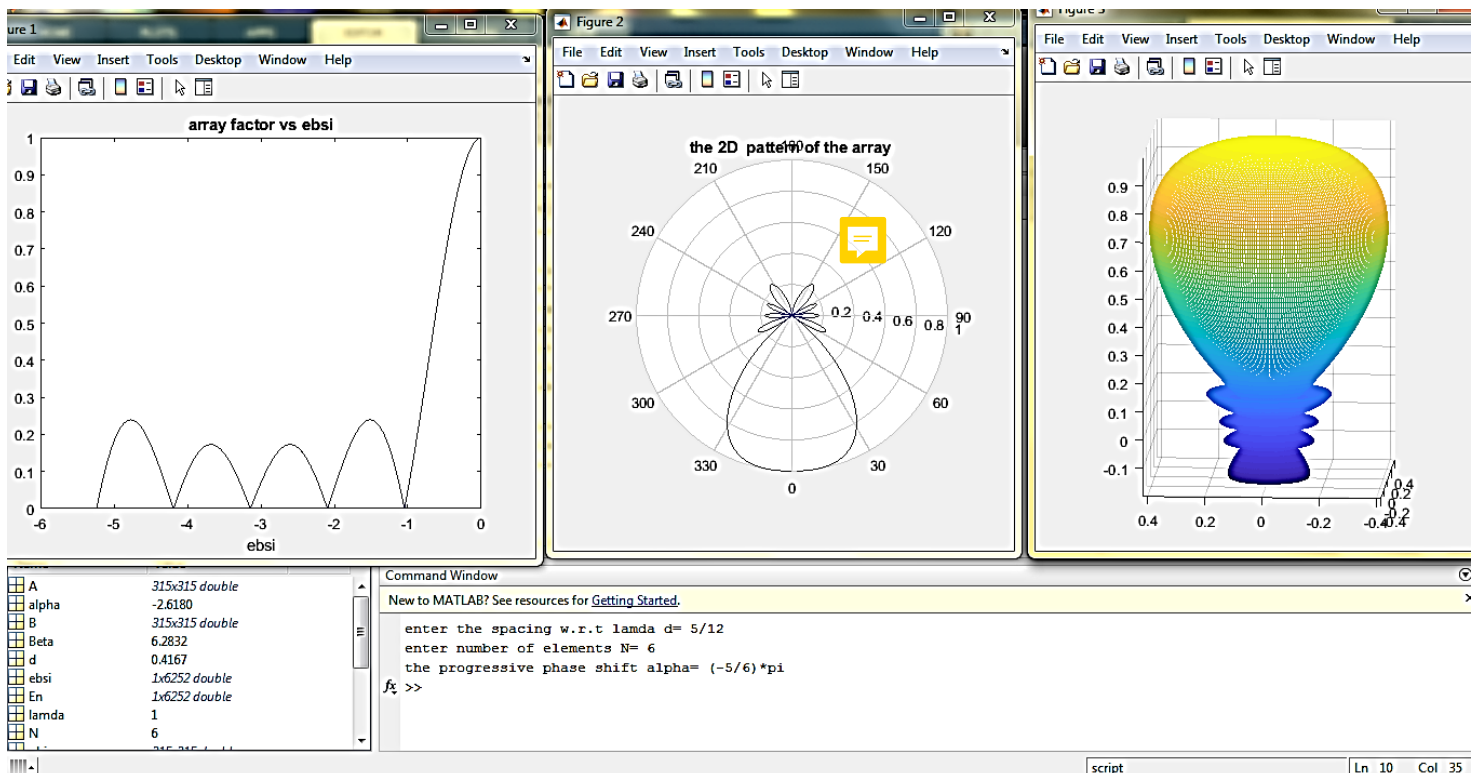 ure 1
Edit View Insert Tools Desktop Window Help
array factor vs ebsi
1
0.9
0.8
0.7
0.6
0.5
0.4
0.3
0.2
0.1
0
-6 -5 -4 -3 -2 -1 0
ebsi
Figure 2
File Edit View Insert Tools Desktop Window Help
the 2D pattern of the array
180
210 150
240 120
270 0.2 0.4 0.6 0.8 1 90
300 60
330 30
0
Figure 3
File Edit View Insert Tools Desktop Window Help
0.9
0.8
0.7
0.6
0.5
0.4
0.3
0.2
0.1
0
-0.1
0.4 0.2 0 -0.2 -0.4
0.4
0.2
0
-0.2
-0.4
Name Value
A 315x315 double
alpha -2.6180
B 315x315 double
Beta 6.2832
d 0.4167
ebsi 1x6252 double
En 1x6252 double
lamda 1
N 6
Command Window
New to MATLAB? See resources for Getting Started.
enter the spacing w.r.t lamda d= 5/12
enter number of elements N= 6
the progressive phase shift alpha= (-5/6)*pi
fx >>
script Ln 10 Col 35